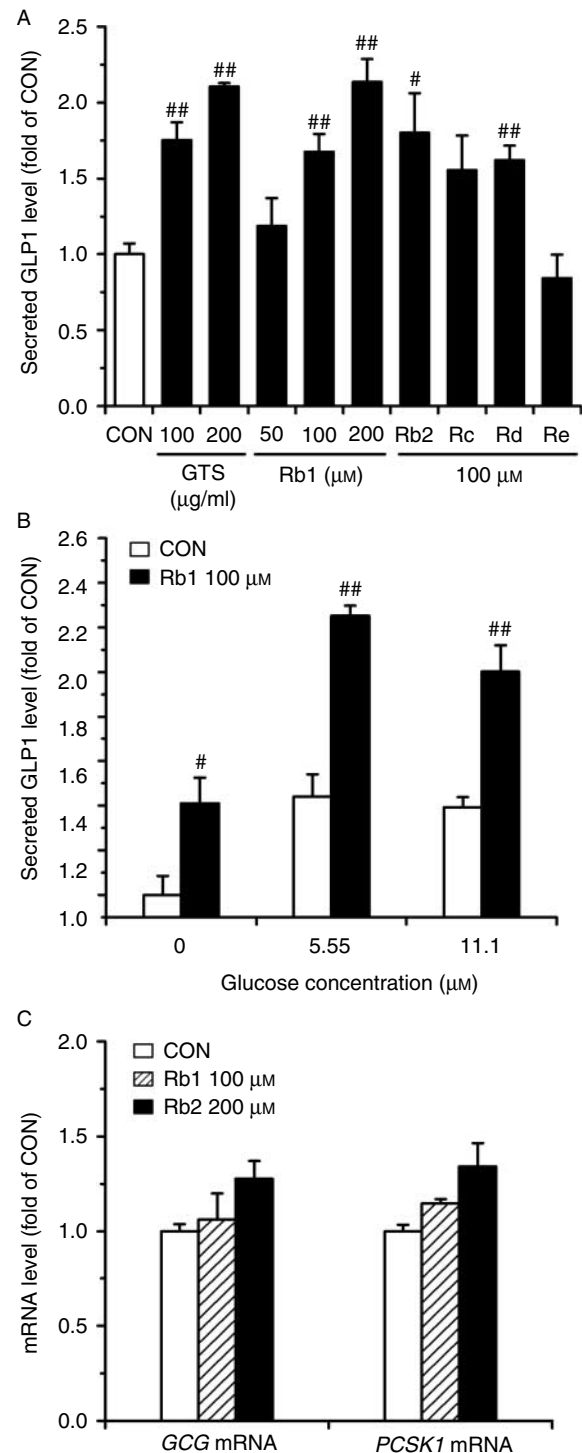 A
Secreted GLP1 level (fold of CON)
2.5
2.0
1.5
1.0
0.5
0.0
##
##
##
##
#
##
CON
100
200
50
100
200
Rb2
Rc
Rd
Re
GTS
(μg/ml)
Rb1 (μM)
100 μM
B
Secreted GLP1 level (fold of CON)
2.6
2.4
2.2
2.0
1.8
1.6
1.4
1.2
1.0
CON
Rb1 100 μM
#
##
##
0
5.55
11.1
Glucose concentration (μM)
C
mRNA level (fold of CON)
2.0
1.5
1.0
0.5
0.0
CON
Rb1 100 μM
Rb2 200 μM
GCG mRNA
PCSK1 mRNA